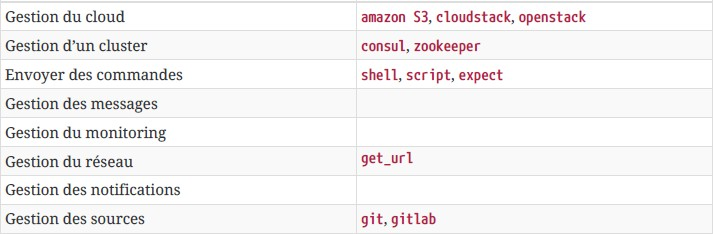 Gestion du cloud amazon S3, cloudstack, openstack
Gestion d’un cluster consul, zookeeper
Envoyer des commandes shell, script, expect
Gestion des messages
Gestion du monitoring
Gestion du réseau get_url
Gestion des notifications
Gestion des sources git, gitlab